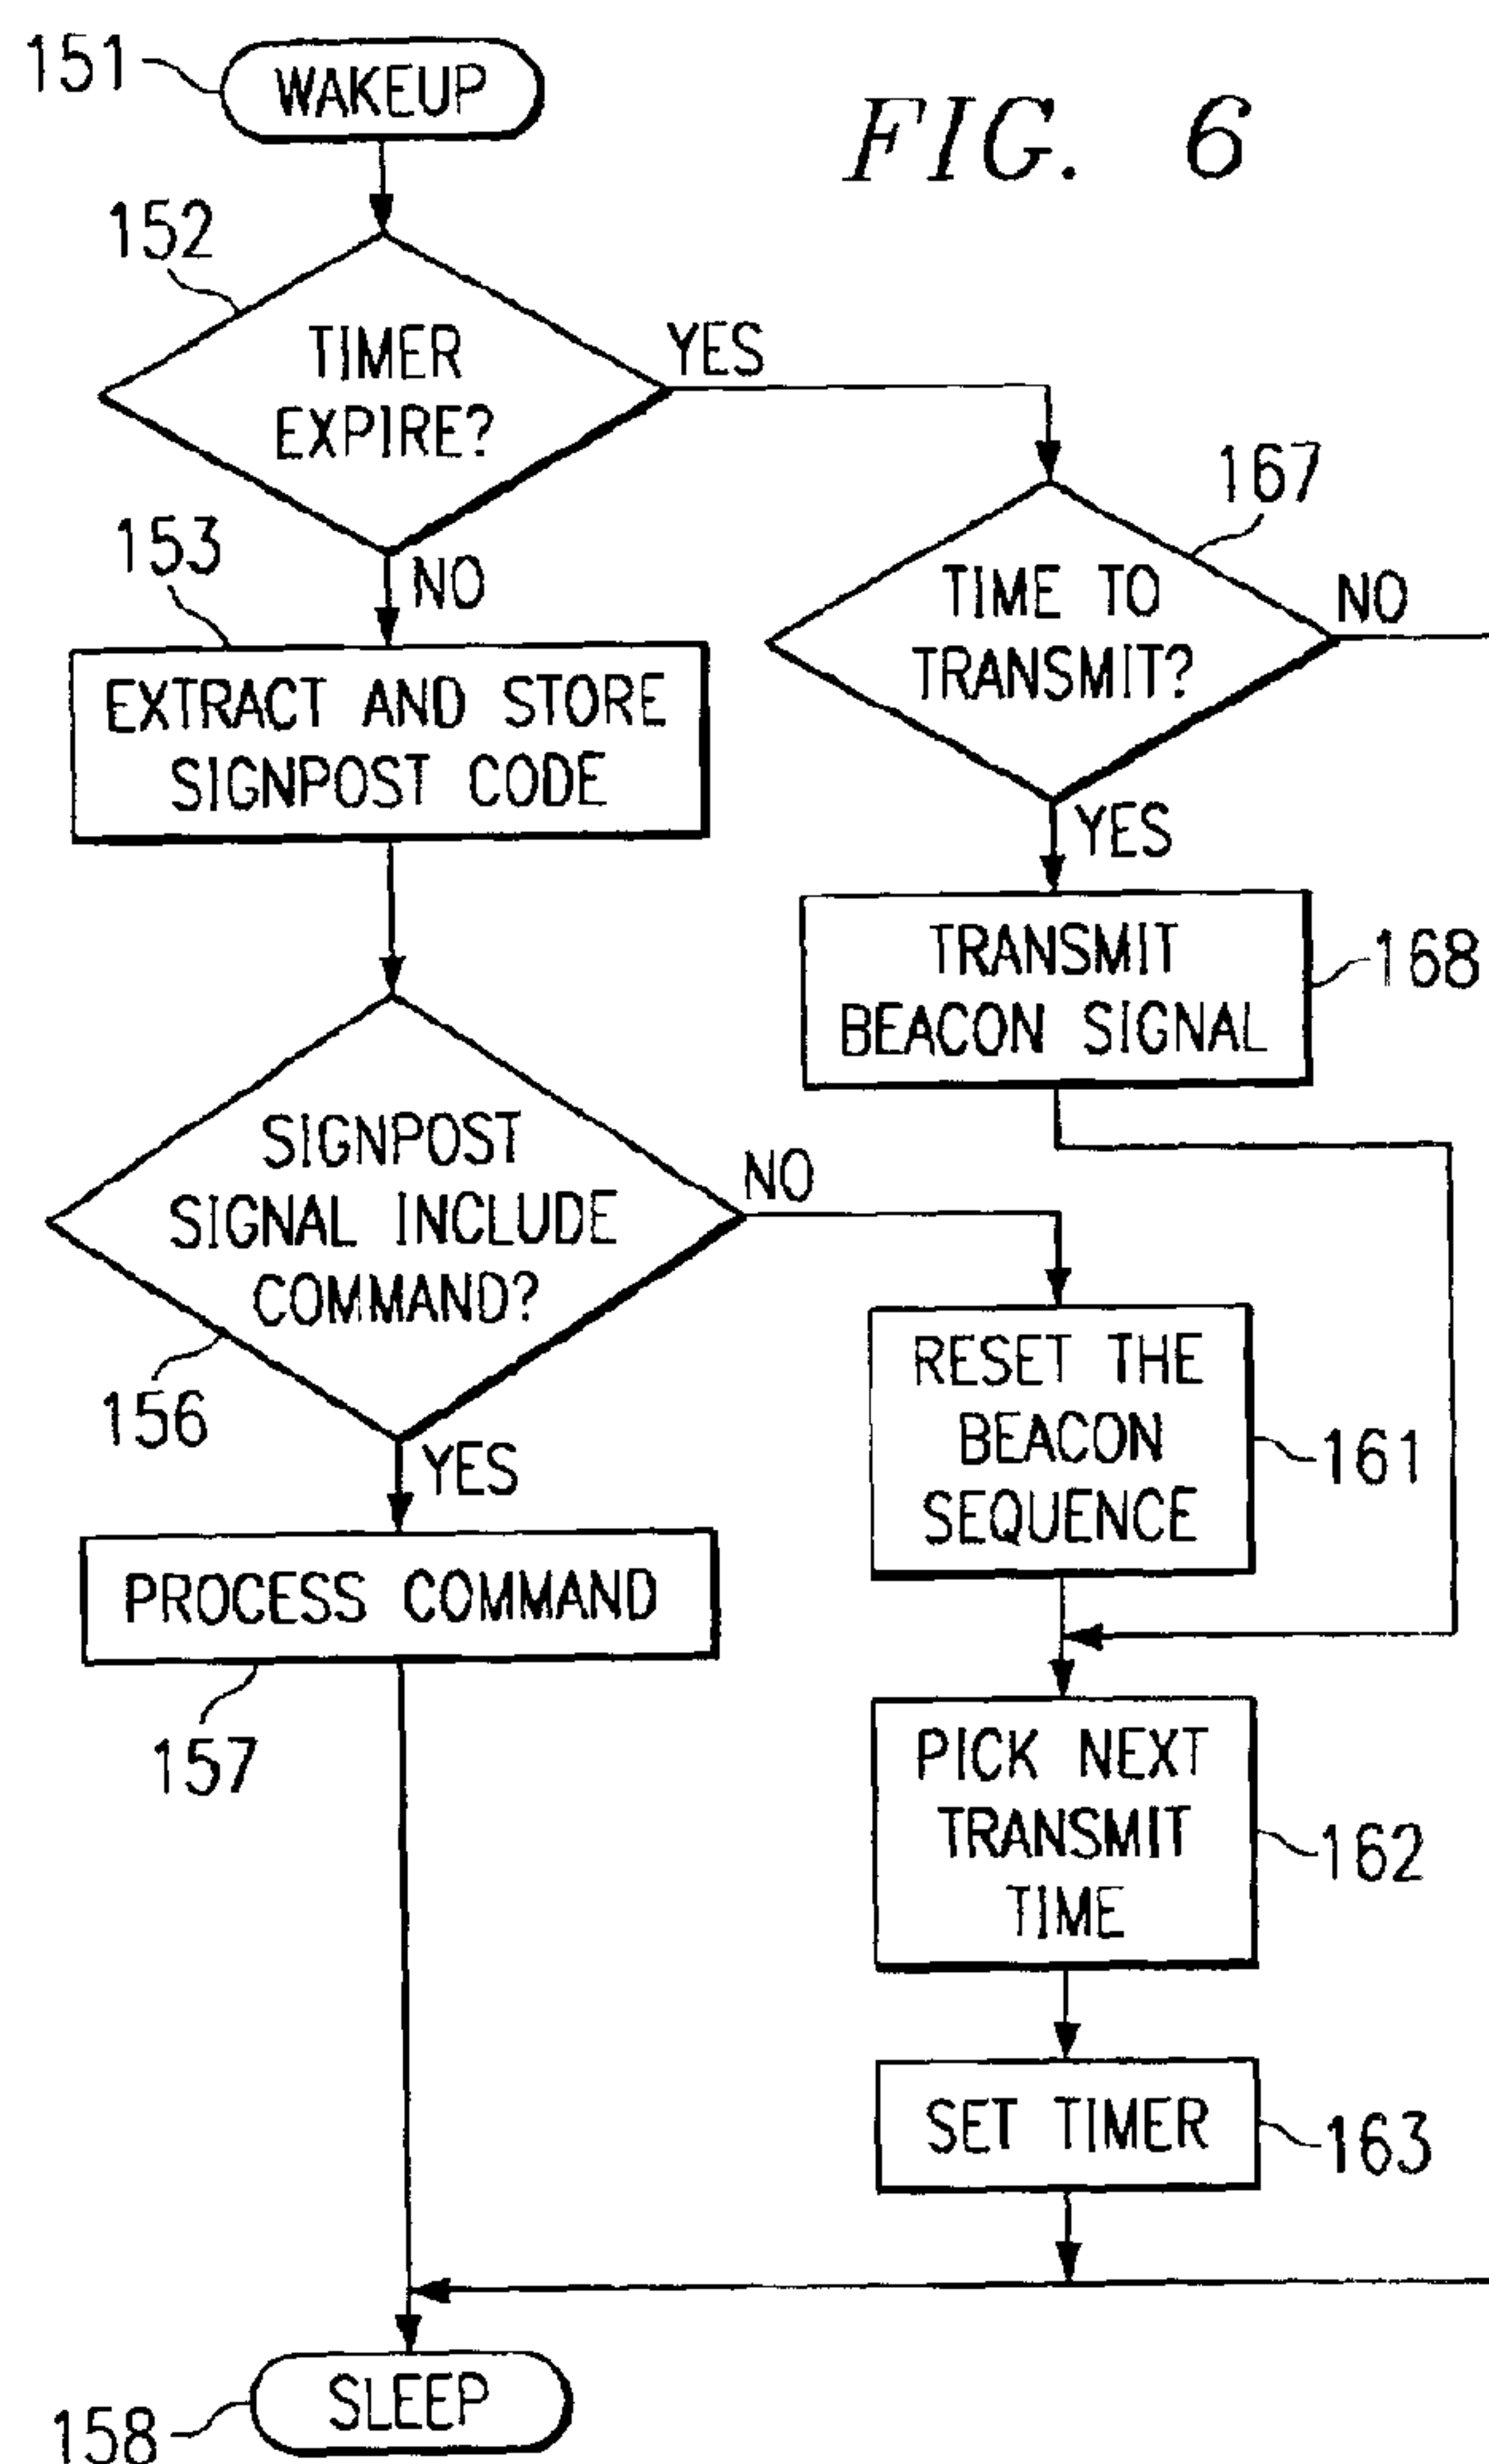 FIG. 6
151
WAKEUP
152
TIMER
EXPIRE?
YES
NO
153
EXTRACT AND STORE
SIGNPOST CODE
167
TIME TO
TRANSMIT?
NO
YES
TRANSMIT
BEACON SIGNAL
168
SIGNPOST
SIGNAL INCLUDE
COMMAND?
NO
156
YES
RESET THE
BEACON
SEQUENCE
161
PROCESS COMMAND
157
PICK NEXT
TRANSMIT
TIME
162
SET TIMER
163
SLEEP
158